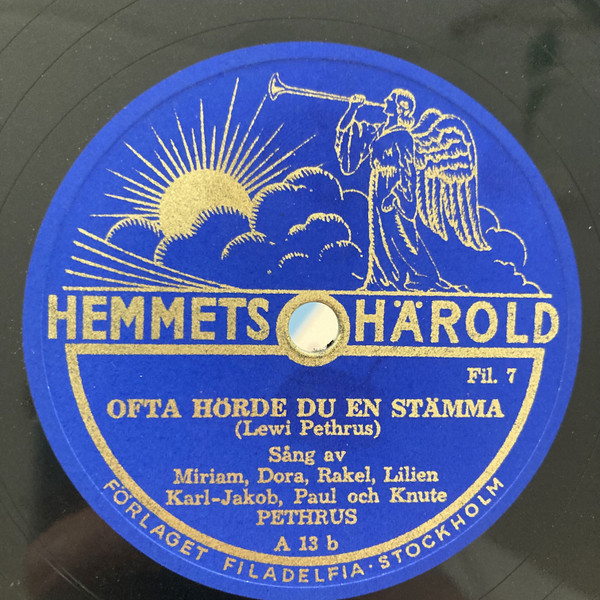 HEMMETS HÄROLD
Fil. 7
OFTA HÖRDE DU EN STÄMMA
(Lewi Pethrus)
Sång av
Miriam, Dora, Rakel, Lilien
Karl-Jakob, Paul och Knute
PETHRUS
A 13 b
FÖRLAGET FILADELFIA · STOCKHOLM